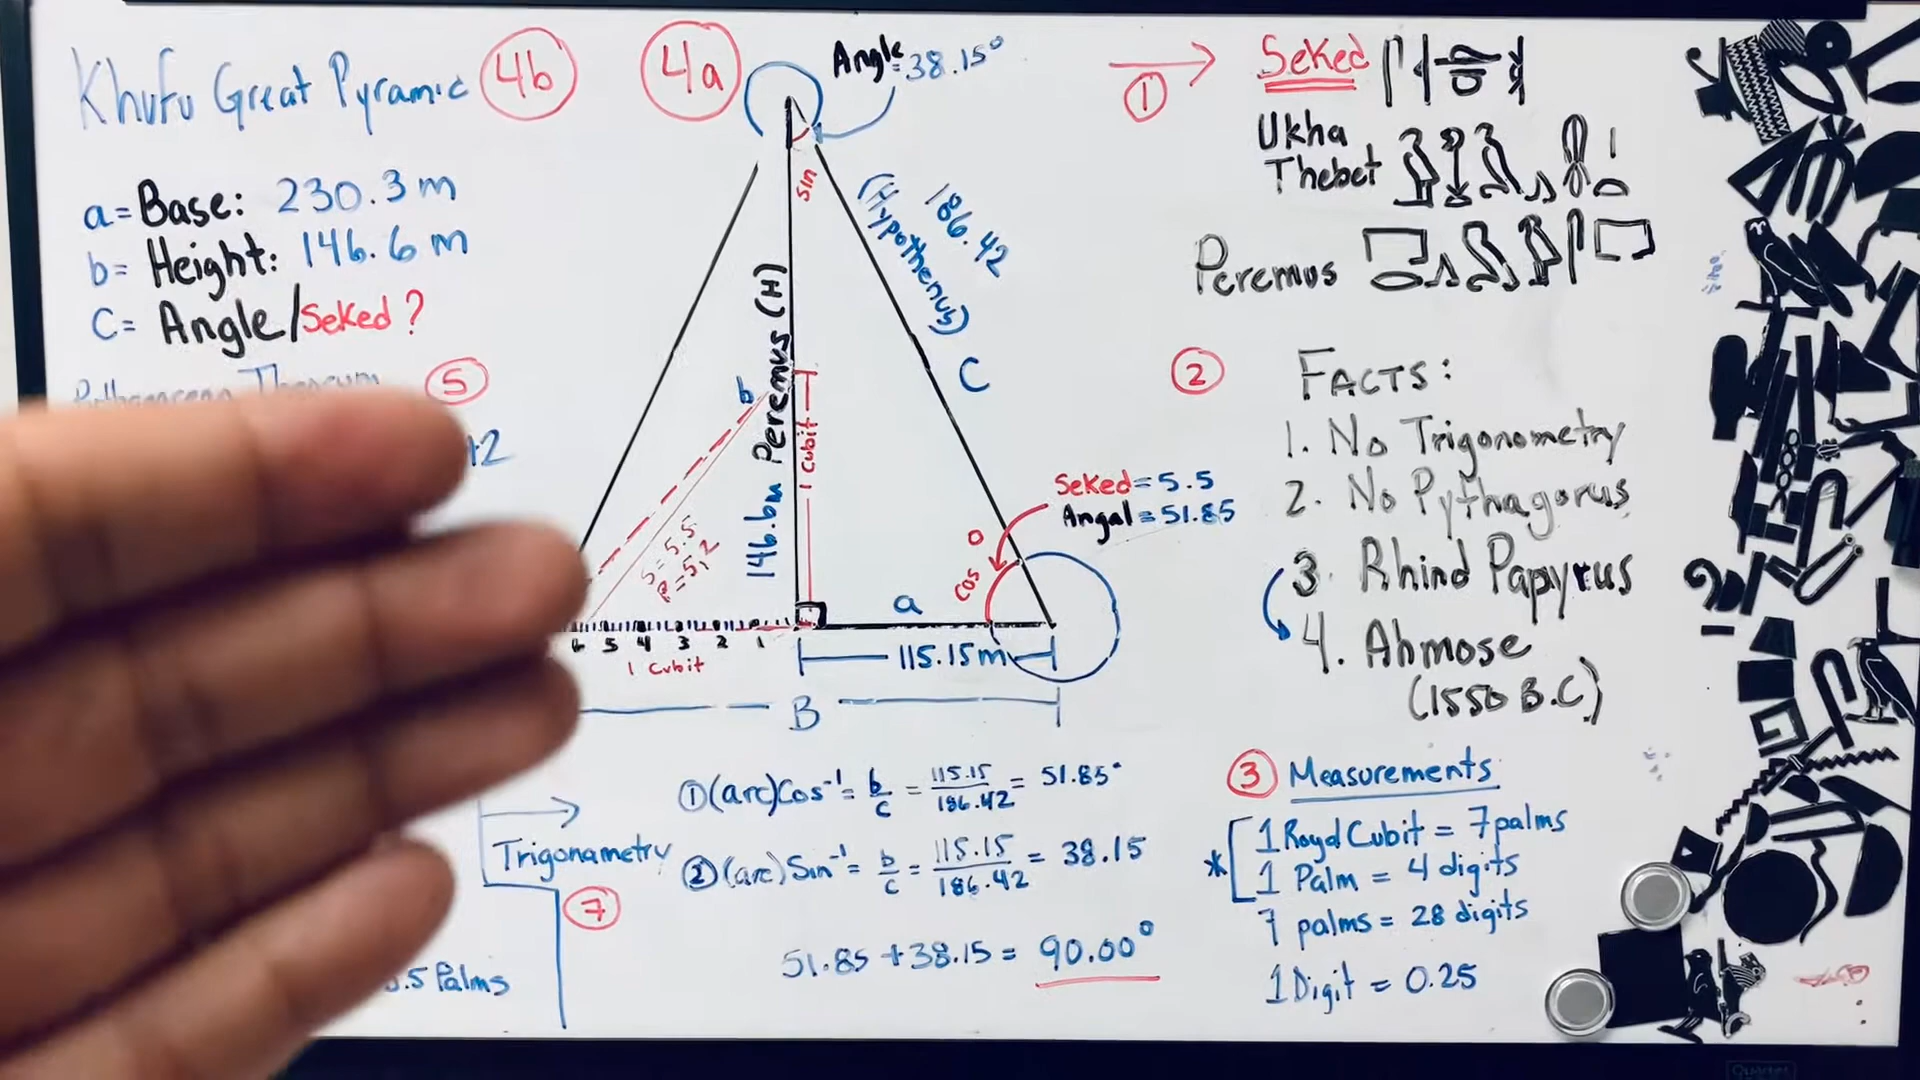 Khufu Great Pyramic
4b
4a
Angle = 38.15°
a = Base: 230.3 m
b = Height: 146.6 m
C = Angle/Seked ?
5
+2
sin
186.42
(Hypothenus)
C
b
146.6m Peremus (H)
1 Cubit
S=5.5
cos
θ
Seked = 5.5
Angal = 51.85
a
6 5 4 3 2 1
1 Cubit
115.15m
B
① (arc)Cos⁻¹ = b/c = 115.15/186.42 = 51.85°
② (arc) Sin⁻¹ = b/c = 115.15/186.42 = 38.15
51.85 + 38.15 = 90.00°
Trigonametry
7
5.5 Palms
1
Seked
Ukha
Thebet
Peremus
2
FACTS:
1. No Trigonometry
2. No Pythagorus
3. Rhind Papyrus
4. Ahmose
(1550 B.C.)
3 Measurements
* 1 Royal Cubit = 7 palms
1 Palm = 4 digits
7 palms = 28 digits
1 Digit = 0.25